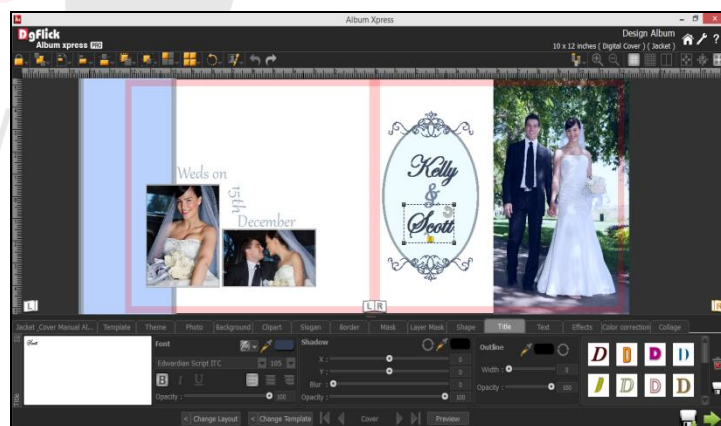 Album Xpress
DgFlick
Album xpress PRO
Design Album
10 x 12 inches ( Digital Cover ) ( Jacket )
Weds on
15th
December
Kelly
&
Scott
L
L R
R
Jacket_Cover Manual Al... Template Theme Photo Background Clipart Slogan Border Mask Layer Mask Shape Title Text Effects Color correction Collage
Title
Scott
Font
Edwardian Script ITC 105
B I U
Opacity : 100
Shadow
X : 0
Y : 0
Blur : 0
Opacity : 100
Outline
Width : 0
Opacity : 100
D D D D
D D D
< Change Layout < Change Template Cover Preview